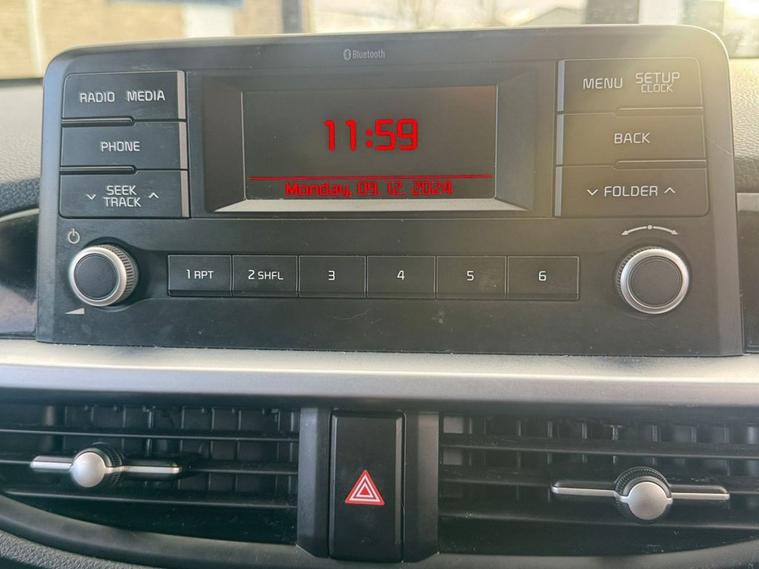 Bluetooth
RADIO MEDIA
PHONE
SEEK
TRACK
11:59
Monday, 09. 12. 2024
MENU SETUP
CLOCK
BACK
FOLDER
1 RPT 2 SHFL 3 4 5 6